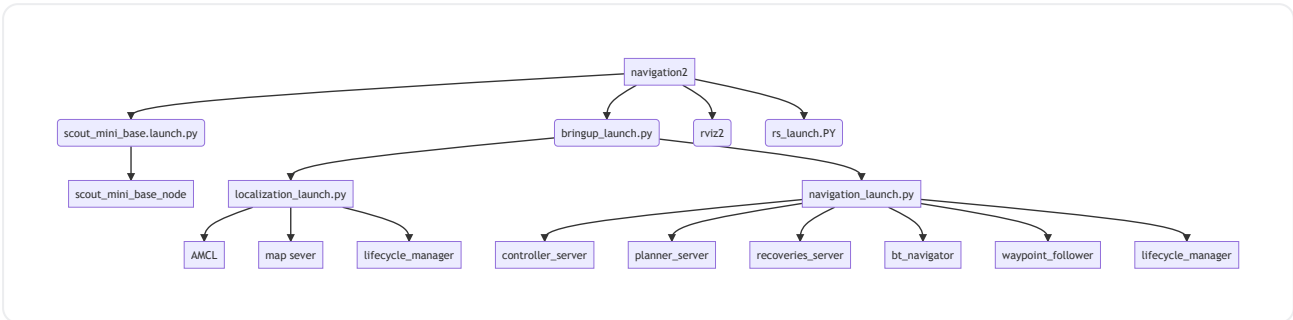 navigation2
scout_mini_base.launch.py
bringup_launch.py
rviz2
rs_launch.PY
scout_mini_base_node
localization_launch.py
navigation_launch.py
AMCL
map sever
lifecycle_manager
controller_server
planner_server
recoveries_server
bt_navigator
waypoint_follower
lifecycle_manager